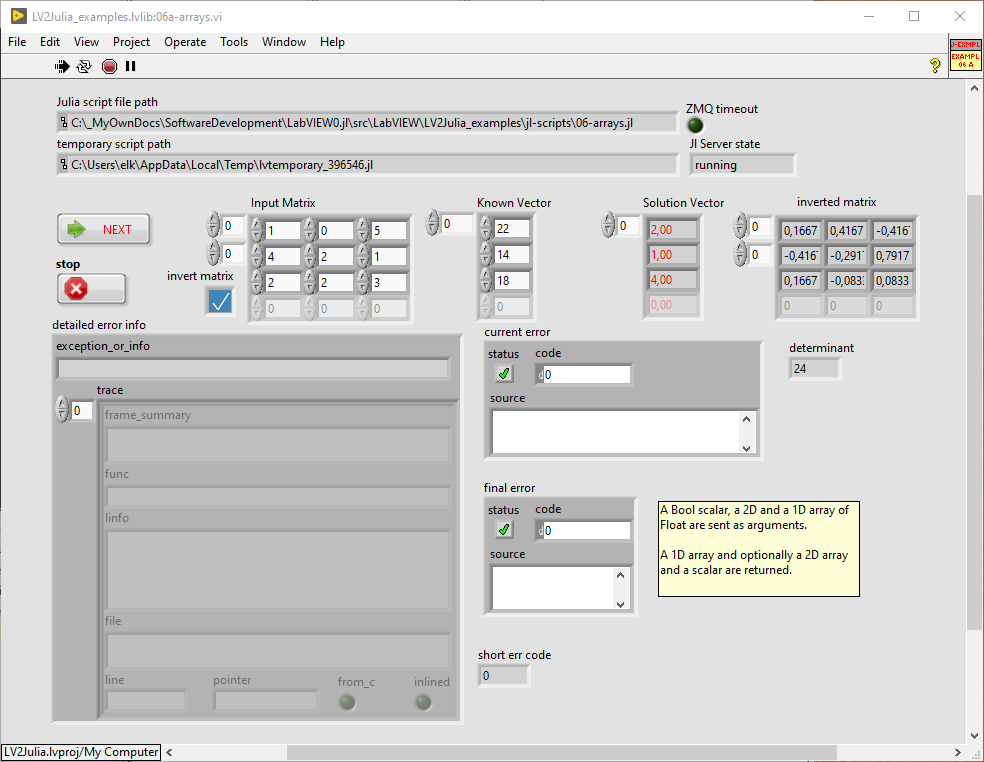 LV2Julia_examples.lvlib:06a-arrays.vi
File Edit View Project Operate Tools Window Help
J-EXMPL
EXAMPL
06 A
Julia script file path
C:\_MyOwnDocs\SoftwareDevelopment\LabVIEW0.jl\src\LabVIEW\LV2Julia_examples\jl-scripts\06-arrays.jl
ZMQ timeout
temporary script path
C:\Users\elk\AppData\Local\Temp\lvtemporary_396546.jl
Jl Server state
running
NEXT
stop
invert matrix
Input Matrix
0
0
1 0 5
4 2 1
2 2 3
0 0 0
Known Vector
0
22
14
18
0
Solution Vector
0
2,00
1,00
4,00
0,00
inverted matrix
0
0
0,1667 0,4167 -0,416
-0,416 -0,291 0,7917
0,1667 -0,083 0,0833
0 0 0
determinant
24
detailed error info
exception_or_info
trace
0
frame_summary
func
linfo
file
line pointer from_c inlined
current error
status code
d0
source
final error
status code
d0
source
short err code
0
A Bool scalar, a 2D and a 1D array of
Float are sent as arguments.
A 1D array and optionally a 2D array
and a scalar are returned.
LV2Julia.lvproj/My Computer